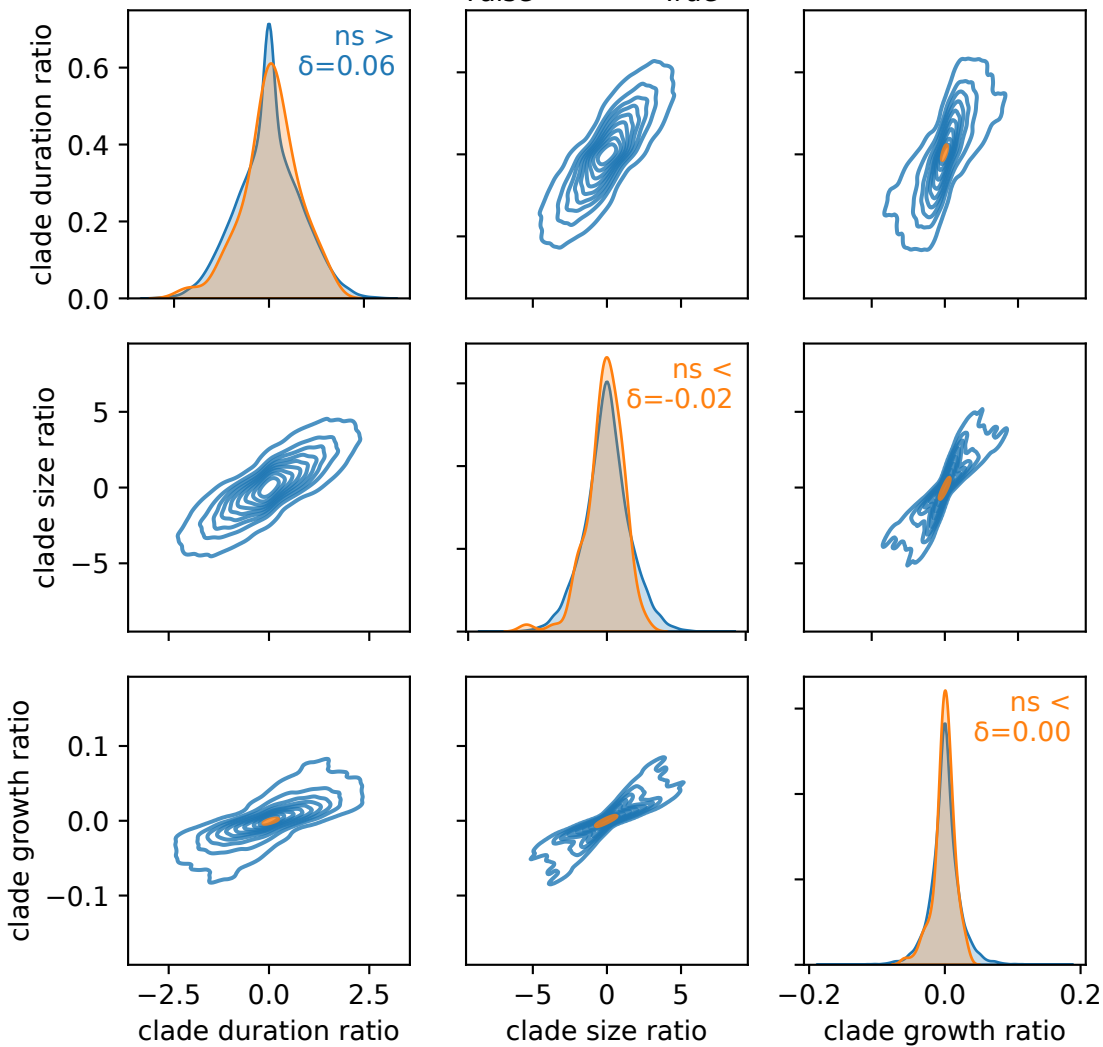 ns >
δ=0.06
clade duration ratio
0.6
0.4
0.2
0.0
ns <
δ=-0.02
clade size ratio
5
0
−5
ns <
δ=0.00
clade growth ratio
0.1
0.0
−0.1
−2.5 0.0 2.5
−5 0 5
−0.2 0.0 0.2
clade duration ratio
clade size ratio
clade growth ratio